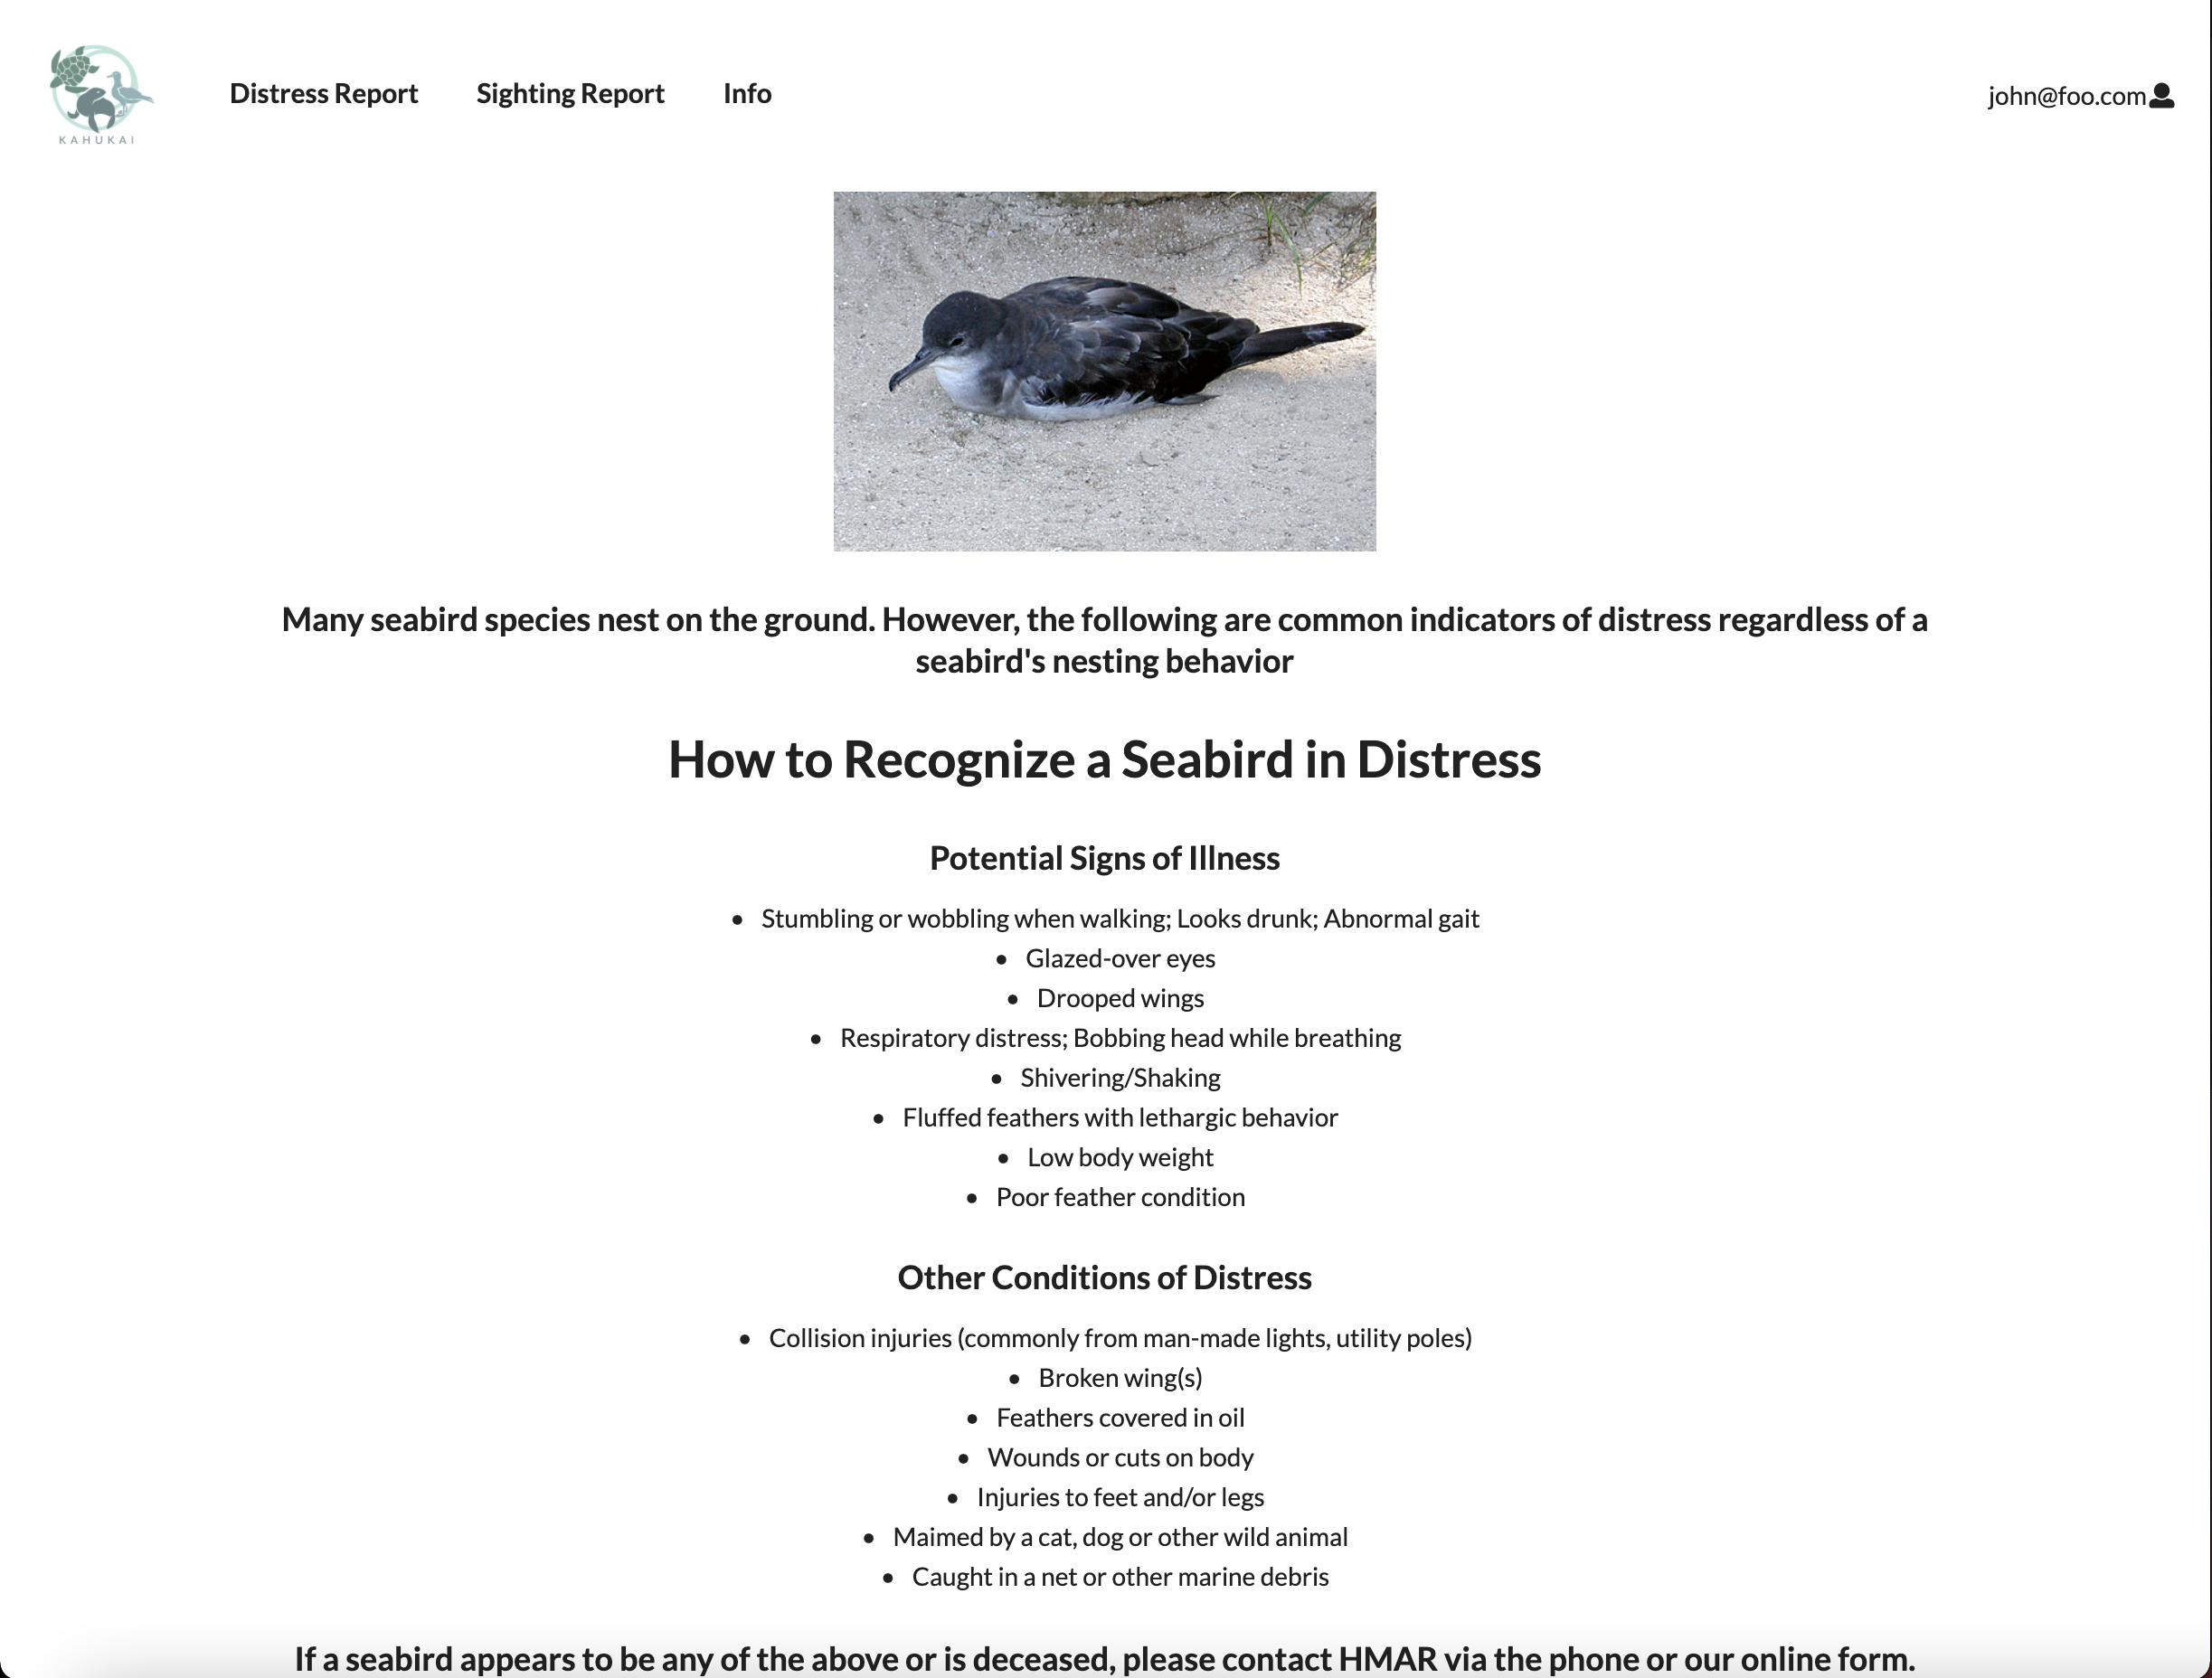 KAHUKAI
Distress Report
Sighting Report
Info
john@foo.com
Many seabird species nest on the ground. However, the following are common indicators of distress regardless of a
seabird's nesting behavior
How to Recognize a Seabird in Distress
Potential Signs of Illness
• Stumbling or wobbling when walking; Looks drunk; Abnormal gait
• Glazed-over eyes
• Drooped wings
• Respiratory distress; Bobbing head while breathing
• Shivering/Shaking
• Fluffed feathers with lethargic behavior
• Low body weight
• Poor feather condition
Other Conditions of Distress
• Collision injuries (commonly from man-made lights, utility poles)
• Broken wing(s)
• Feathers covered in oil
• Wounds or cuts on body
• Injuries to feet and/or legs
• Maimed by a cat, dog or other wild animal
• Caught in a net or other marine debris
If a seabird appears to be any of the above or is deceased, please contact HMAR via the phone or our online form.